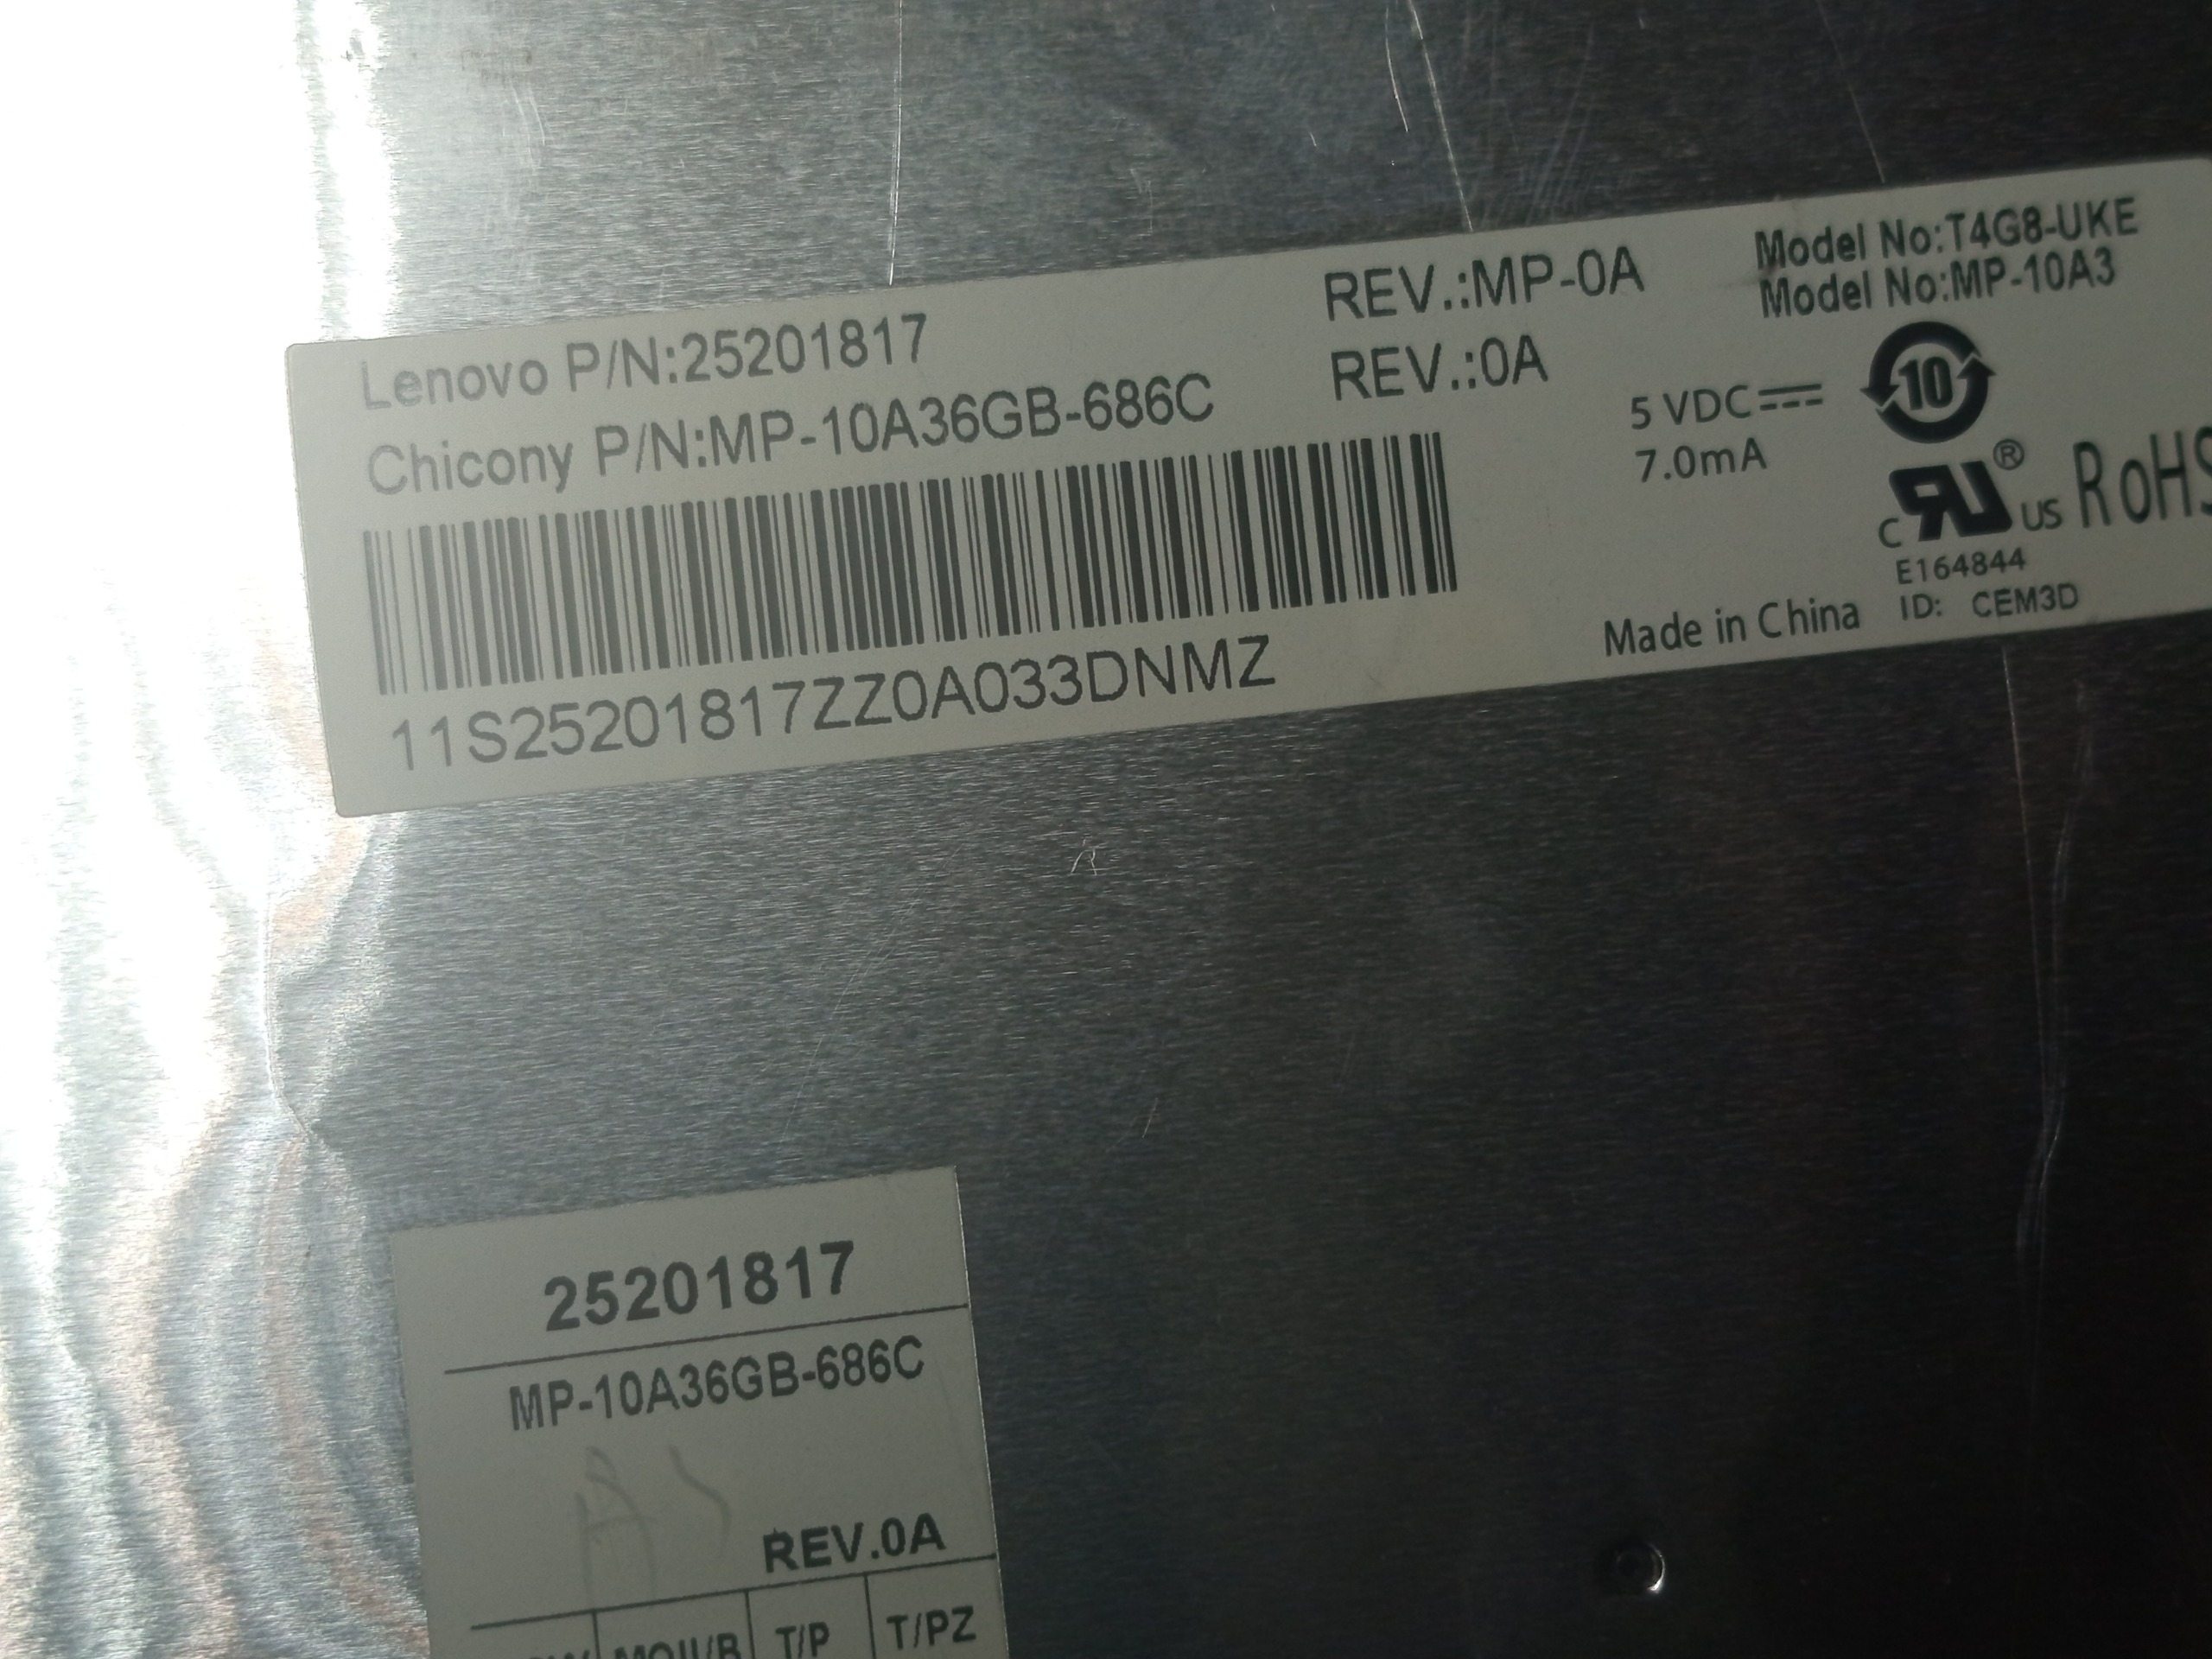 Lenovo P/N:25201817 REV.:MP-0A
Chicony P/N:MP-10A36GB-686C REV.:0A
11S25201817ZZ0A033DNMZ
Model No:T4G8-UKE
Model No:MP-10A3
5 VDC
7.0mA
10
C RU ® US RoHS
E164844
Made in China ID: CEM3D
25201817
MP-10A36GB-686C
REV.0A
T/P T/PZ